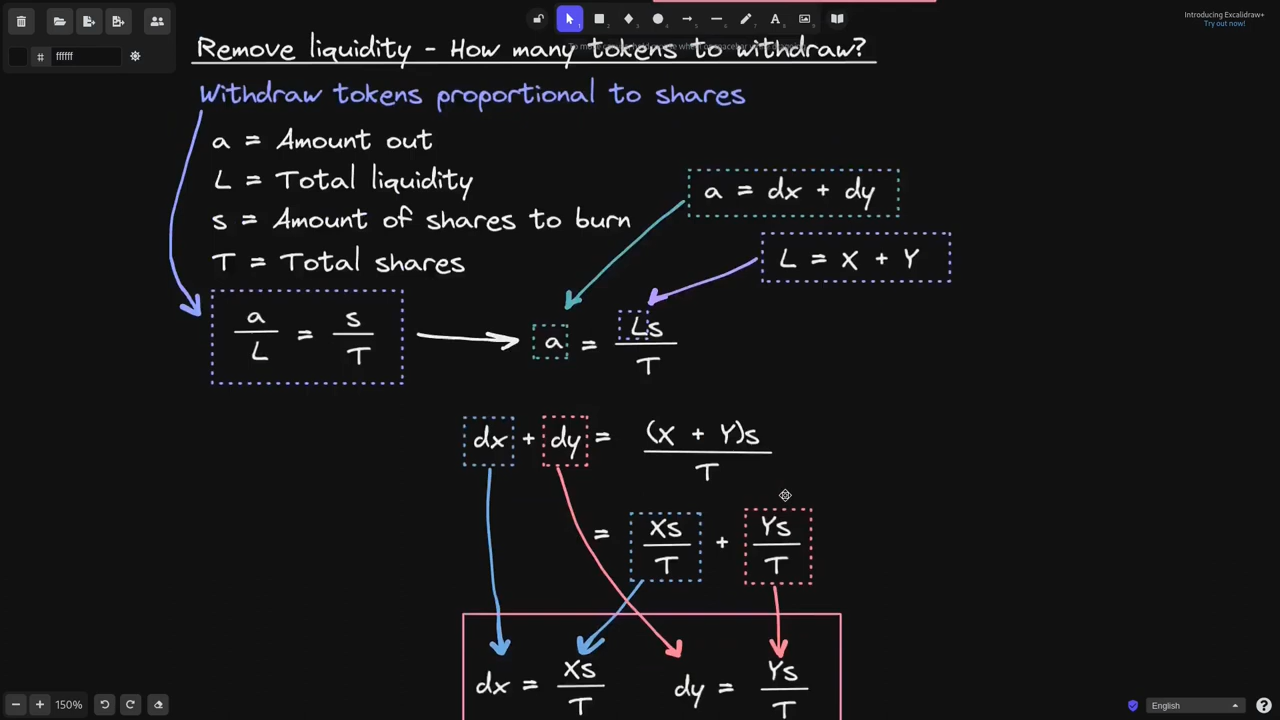 Introducing Excalidraw+
Try out now!
# ffffff
Remove liquidity - How many tokens to withdraw?
Withdraw tokens proportional to shares
a = Amount out
L = Total liquidity
s = Amount of shares to burn
T = Total shares
a = dx + dy
L = X + Y
a/L = s/T
a = Ls/T
dx + dy = (X + Y)s/T
= Xs/T + Ys/T
dx = Xs/T
dy = Ys/T
150%
English